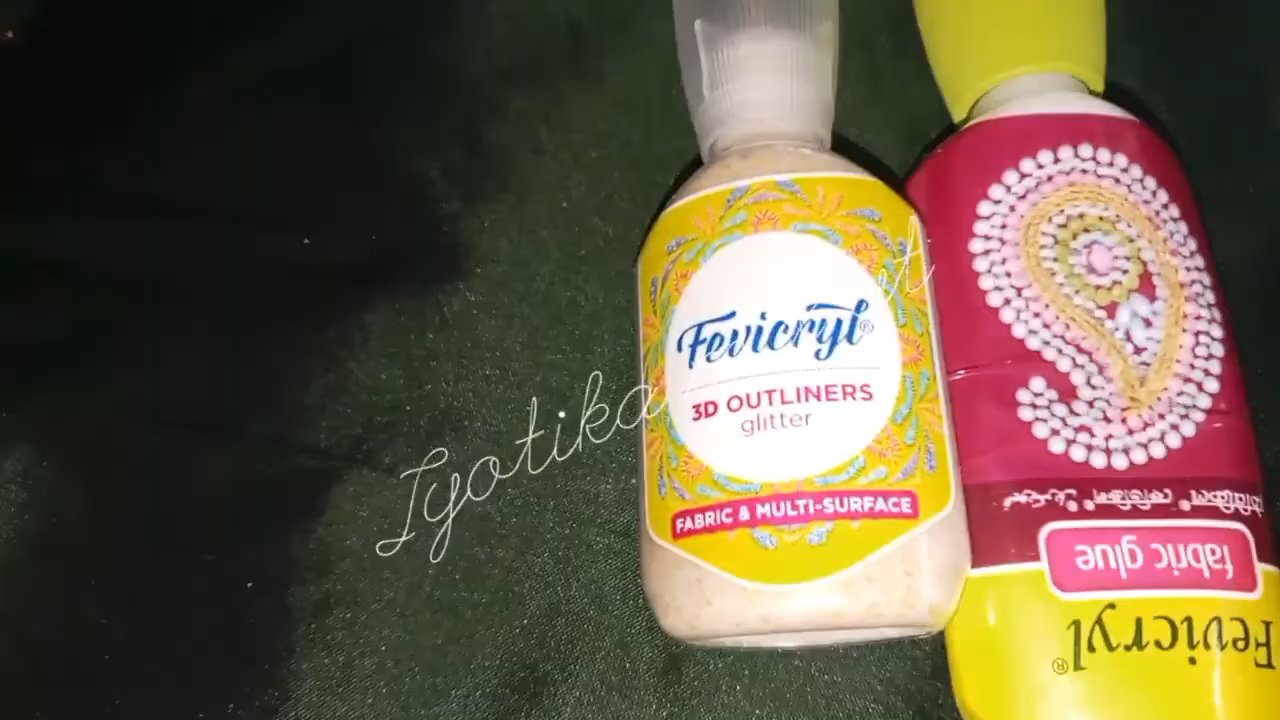 Fevicryl®
3D OUTLINERS
glitter
FABRIC & MULTI-SURFACE
Jyotika
fabric glue
Fevicryl®